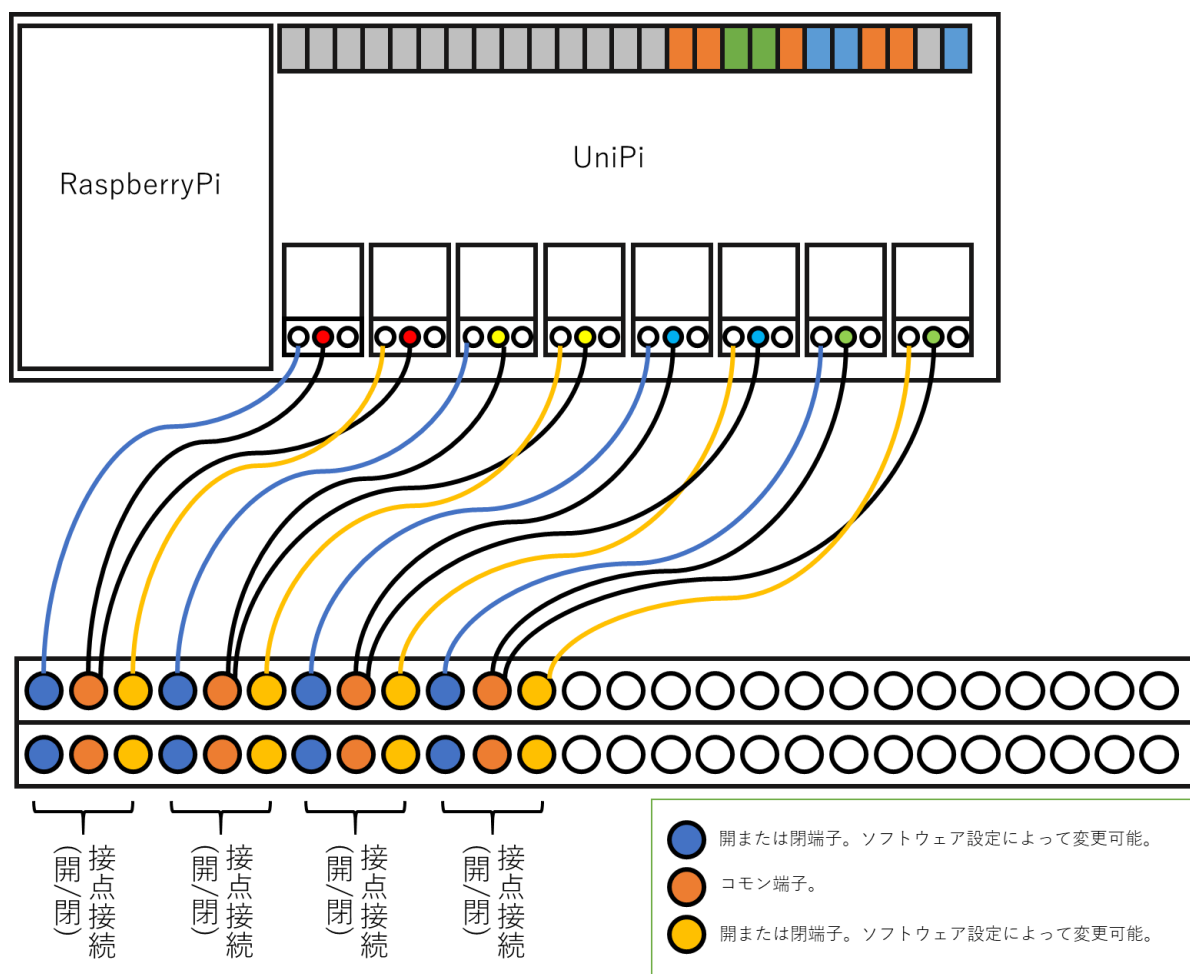 RaspberryPi
UniPi
接点接続
(開/閉)
接点接続
(開/閉)
接点接続
(開/閉)
接点接続
(開/閉)
開または閉端子。ソフトウェア設定によって変更可能。
コモン端子。
開または閉端子。ソフトウェア設定によって変更可能。